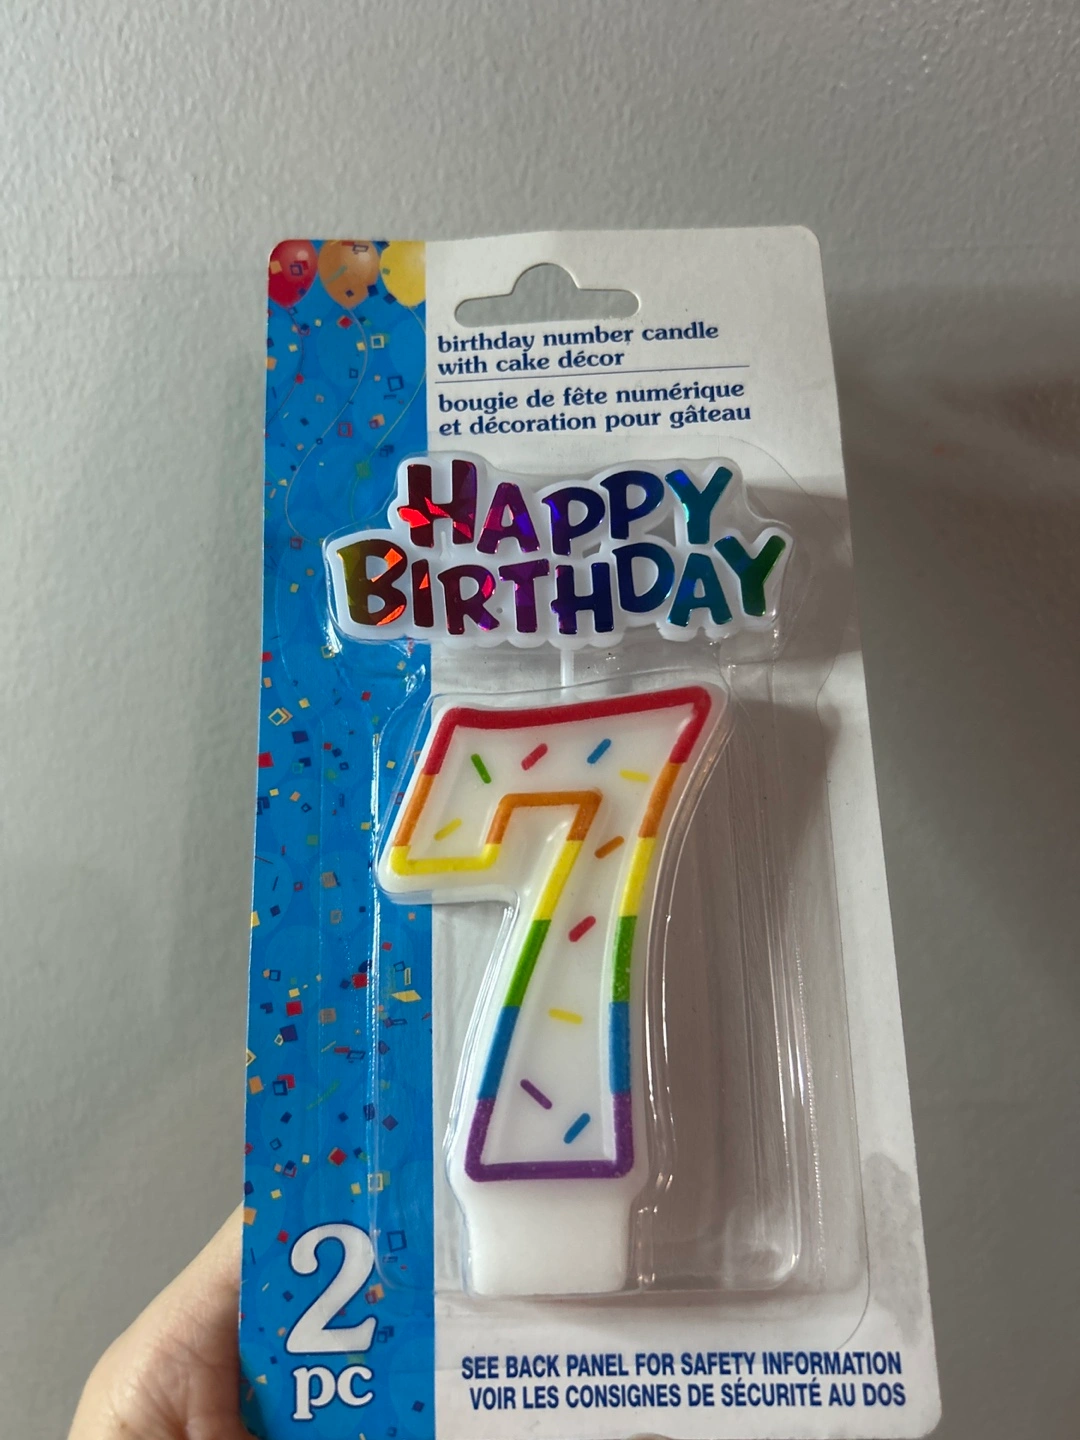 birthday number candle
with cake décor
bougie de fête numérique
et décoration pour gâteau
HAPPY
BIRTHDAY
7
2
pc
SEE BACK PANEL FOR SAFETY INFORMATION
VOIR LES CONSIGNES DE SÉCURITÉ AU DOS